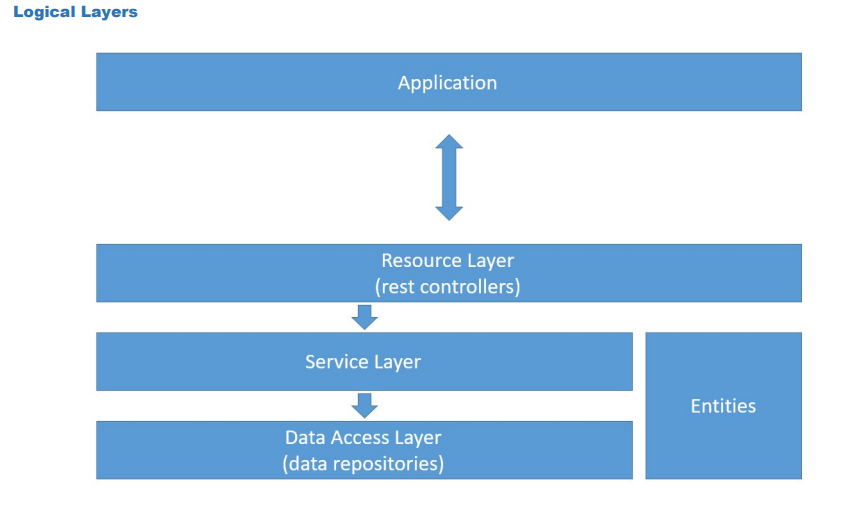 Logical Layers
Application
Resource Layer
(rest controllers)
Service Layer
Entities
Data Access Layer
(data repositories)